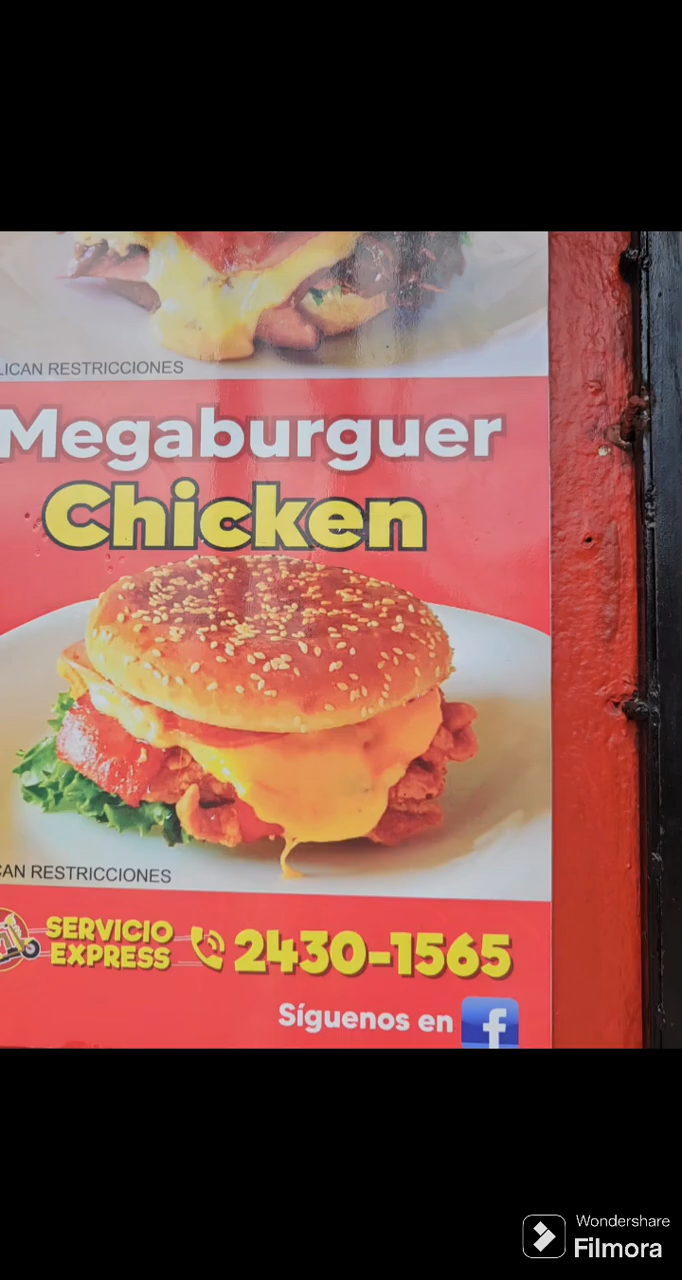 LICAN RESTRICCIONES
Megaburguer
Chicken
CAN RESTRICCIONES
SERVICIO
EXPRESS
2430-1565
Síguenos en f
Wondershare
Filmora